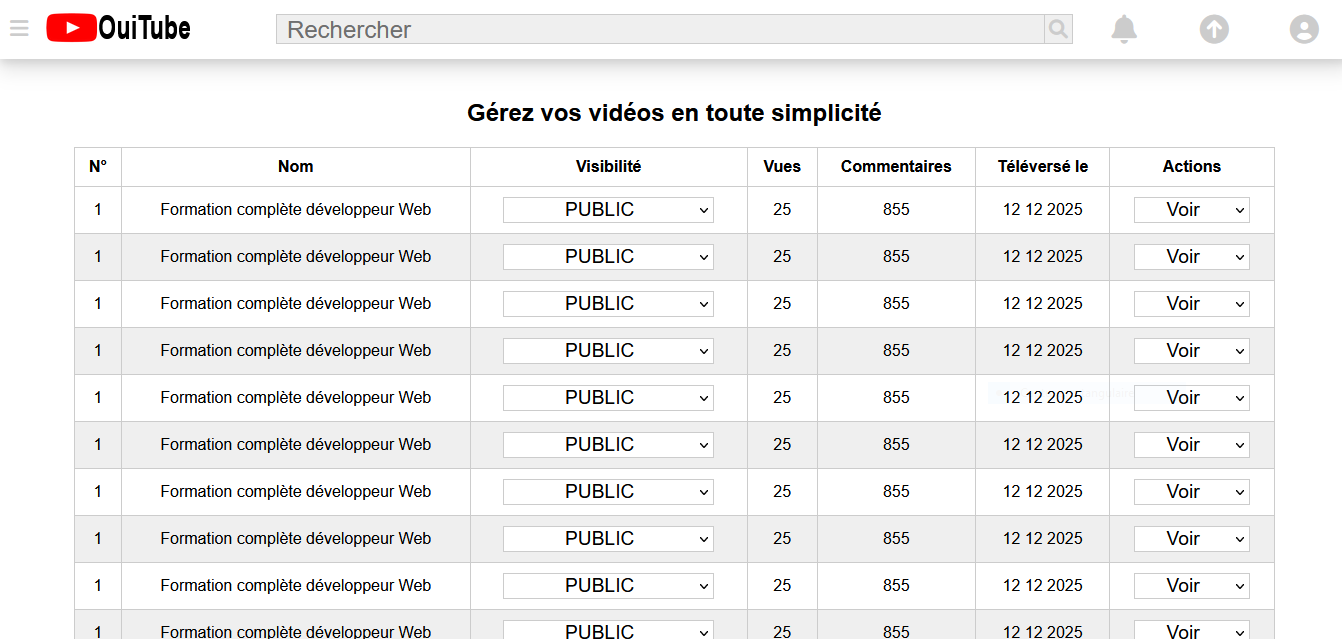 OuiTube Rechercher
Gérez vos vidéos en toute simplicité
N° Nom Visibilité Vues Commentaires Téléversé le Actions
1 Formation complète développeur Web PUBLIC 25 855 12 12 2025 Voir
1 Formation complète développeur Web PUBLIC 25 855 12 12 2025 Voir
1 Formation complète développeur Web PUBLIC 25 855 12 12 2025 Voir
1 Formation complète développeur Web PUBLIC 25 855 12 12 2025 Voir
1 Formation complète développeur Web PUBLIC 25 855 12 12 2025 Voir
1 Formation complète développeur Web PUBLIC 25 855 12 12 2025 Voir
1 Formation complète développeur Web PUBLIC 25 855 12 12 2025 Voir
1 Formation complète développeur Web PUBLIC 25 855 12 12 2025 Voir
1 Formation complète développeur Web PUBLIC 25 855 12 12 2025 Voir
1 Formation complète développeur Web PUBLIC 25 855 12 12 2025 Voir